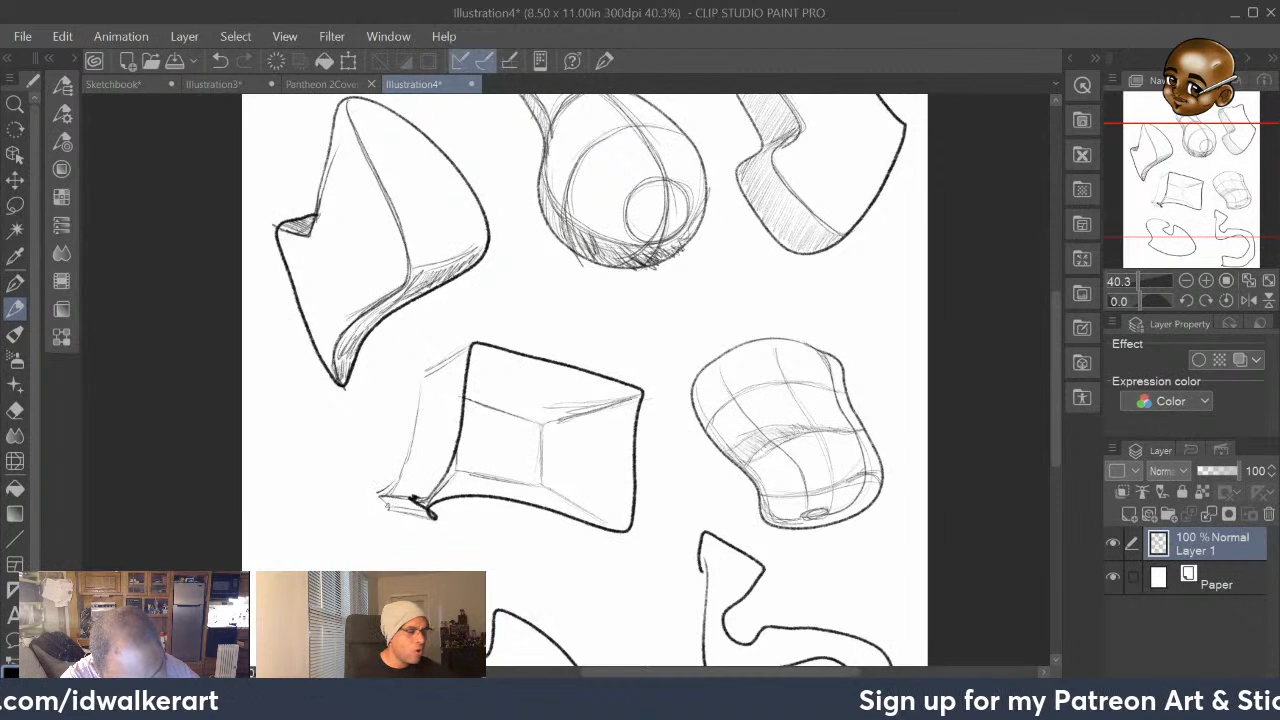 Illustration4* (8.50 x 11.00in 300dpi 40.3%) - CLIP STUDIO PAINT PRO
File Edit Animation Layer Select View Filter Window Help
Sketchbook* Illustration3* Pantheon 2Cover Illustration4*
40.3
0.0
Layer Property
Effect
Expression color
Color
Layer
Norm 100
100 % Normal
Layer 1
Paper
.com/idwalkerart Sign up for my Patreon Art & Stic